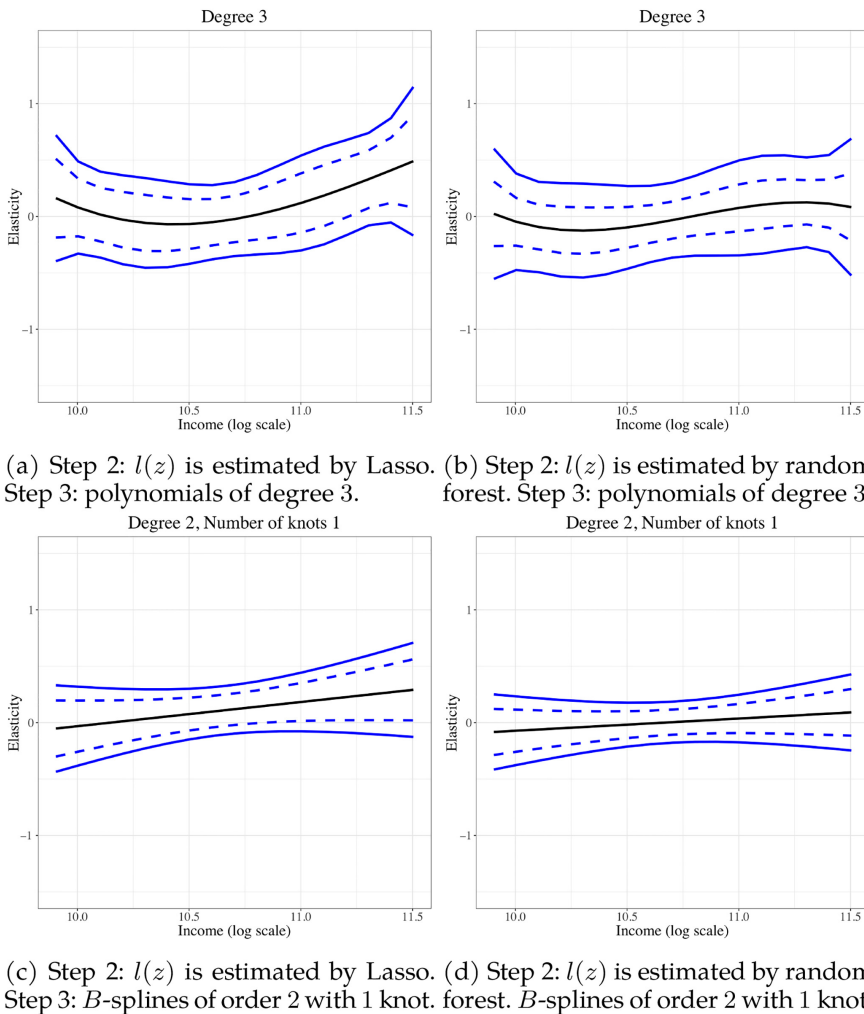 Degree 3
Degree 3
1
0
−1
Elasticity
10.0 10.5 11.0 11.5
Income (log scale)
1
0
−1
Elasticity
10.0 10.5 11.0 11.5
Income (log scale)
(a) Step 2: l(z) is estimated by Lasso.
Step 3: polynomials of degree 3.
(b) Step 2: l(z) is estimated by random
forest. Step 3: polynomials of degree 3
Degree 2, Number of knots 1
Degree 2, Number of knots 1
1
0
−1
Elasticity
10.0 10.5 11.0 11.5
Income (log scale)
1
0
−1
Elasticity
10.0 10.5 11.0 11.5
Income (log scale)
(c) Step 2: l(z) is estimated by Lasso.
Step 3: B-splines of order 2 with 1 knot.
(d) Step 2: l(z) is estimated by random
forest. B-splines of order 2 with 1 knot